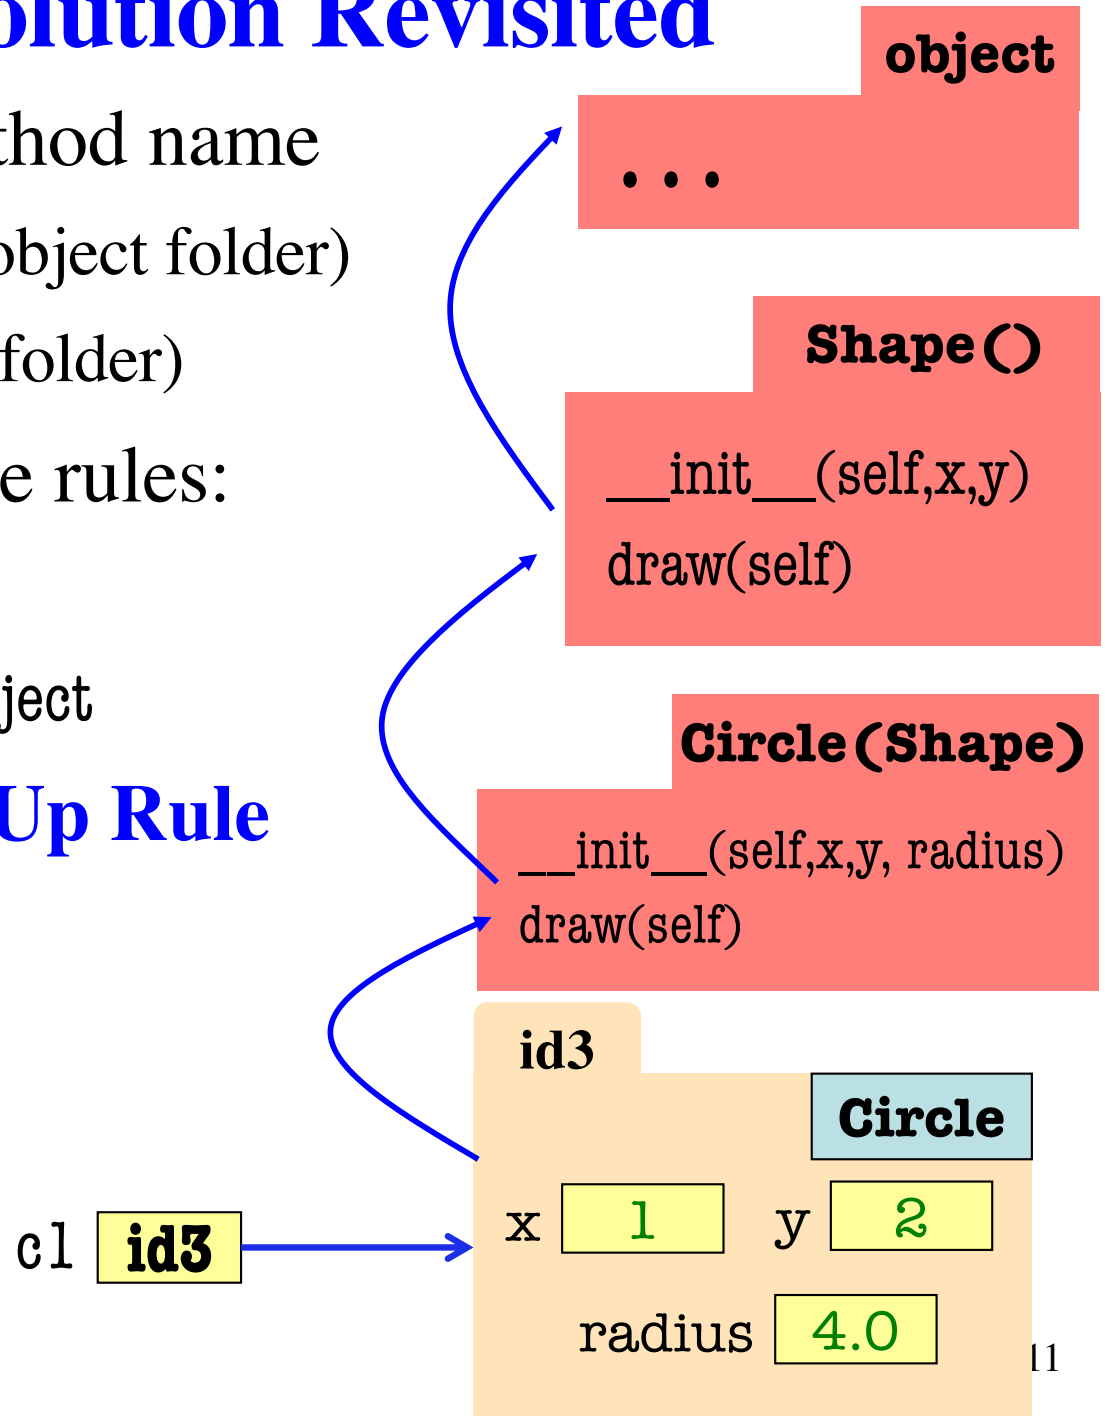 olution Revisited
object
thod name
...
object folder)
Shape()
folder)
__init__(self,x,y)
e rules:
draw(self)
ject
Circle(Shape)
Up Rule
__init__(self,x,y, radius)
draw(self)
id3
Circle
x 1 y 2
c1 id3
radius 4.0
11